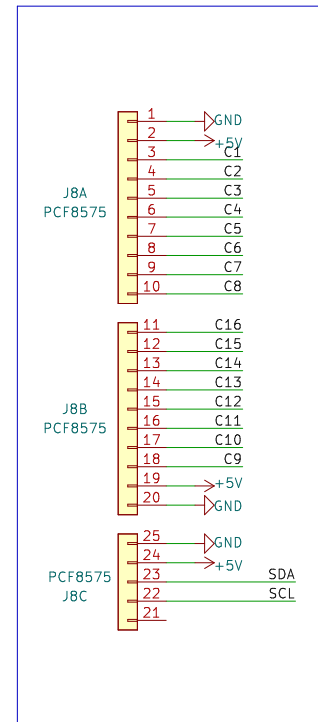 1 GND
2 +5V
3 C1
4 C2
J8A
5 C3
PCF8575
6 C4
7 C5
8 C6
9 C7
10 C8
11 C16
12 C15
13 C14
14 C13
J8B
15 C12
PCF8575
16 C11
17 C10
18 C9
19 +5V
20 GND
25 GND
24 +5V
PCF8575
23 SDA
J8C
22 SCL
21